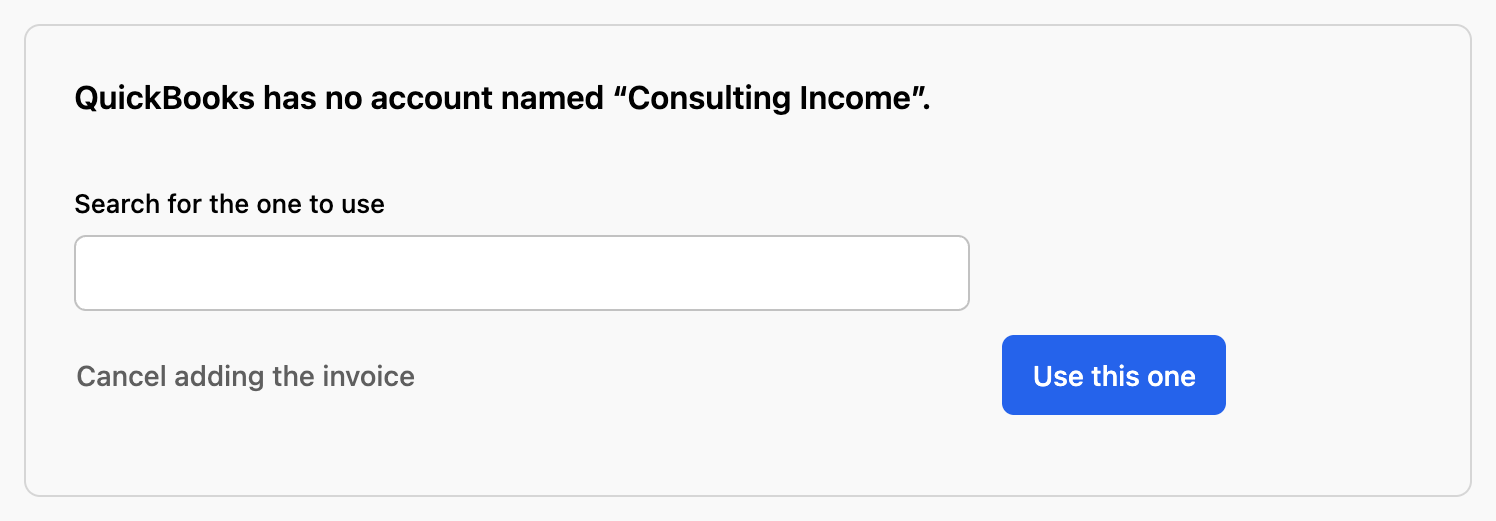 QuickBooks has no account named “Consulting Income”.
Search for the one to use
Cancel adding the invoice
Use this one